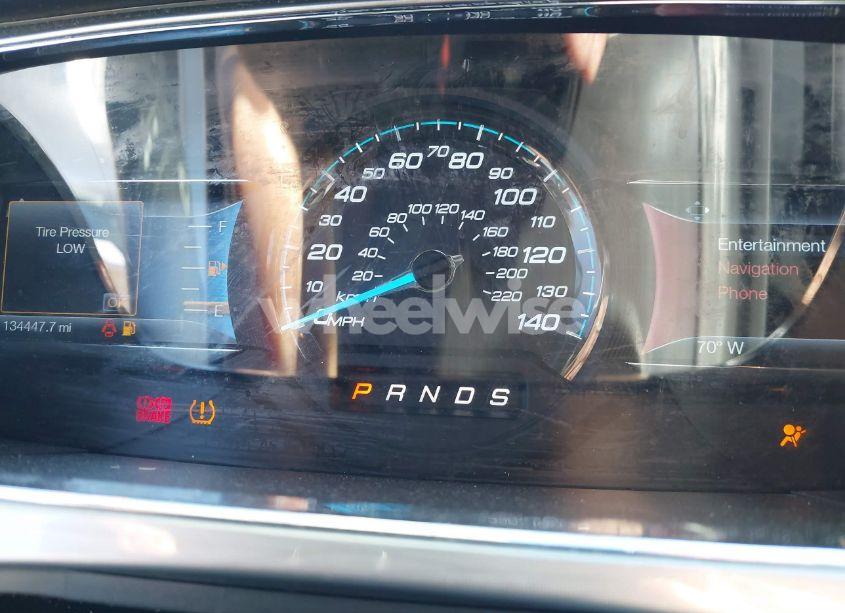 Tire Pressure
LOW
OK
134447.7 mi
F
E
0
10
20
30
40
50
60
70
80
90
100
110
120
130
140
MPH
20
40
60
80
100
120
140
160
180
200
220
km/h
wheelwise
Entertainment
Navigation
Phone
70° W
P R N D S
BRAKE